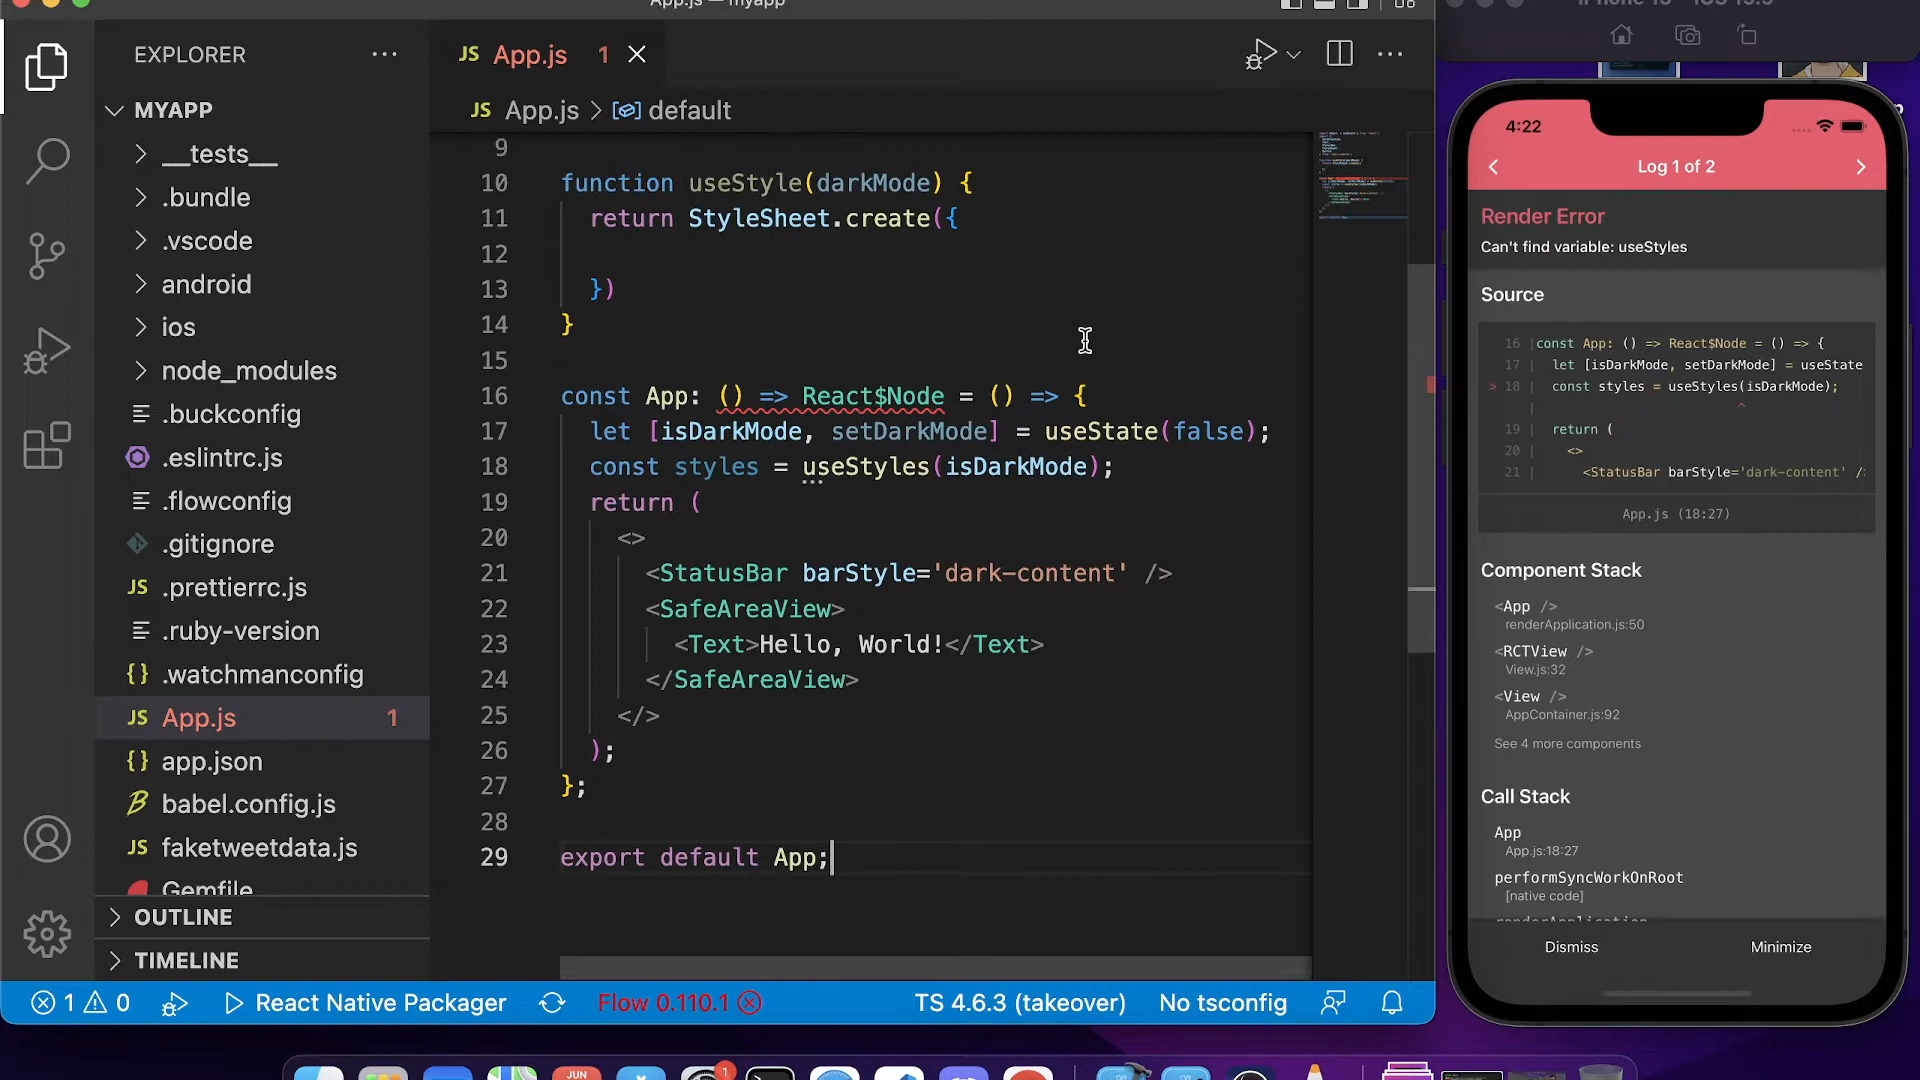 App.js — myapp
EXPLORER
MYAPP
__tests__
.bundle
.vscode
android
ios
node_modules
.buckconfig
.eslintrc.js
.flowconfig
.gitignore
JS .prettierrc.js
.ruby-version
{} .watchmanconfig
JS App.js 1
{} app.json
babel.config.js
JS faketweetdata.js
Gemfile
OUTLINE
TIMELINE
JS App.js 1
JS App.js > default
9
10 function useStyle(darkMode) {
11 return StyleSheet.create({
12
13 })
14 }
15
16 const App: () => React$Node = () => {
17 let [isDarkMode, setDarkMode] = useState(false);
18 const styles = useStyles(isDarkMode);
19 return (
20 <>
21 <StatusBar barStyle='dark-content' />
22 <SafeAreaView>
23 <Text>Hello, World!</Text>
24 </SafeAreaView>
25 </>
26 );
27 };
28
29 export default App;
1 0 React Native Packager Flow 0.110.1 TS 4.6.3 (takeover) No tsconfig
4:22
Log 1 of 2
Render Error
Can't find variable: useStyles
Source
16 |const App: () => React$Node = () => {
17 | let [isDarkMode, setDarkMode] = useState
> 18 | const styles = useStyles(isDarkMode);
| ^
19 | return (
20 | <>
21 | <StatusBar barStyle='dark-content' /
App.js (18:27)
Component Stack
<App />
renderApplication.js:50
<RCTView />
View.js:32
<View />
AppContainer.js:92
See 4 more components
Call Stack
App
App.js:18:27
performSyncWorkOnRoot
[native code]
Dismiss Minimize
1
JUN